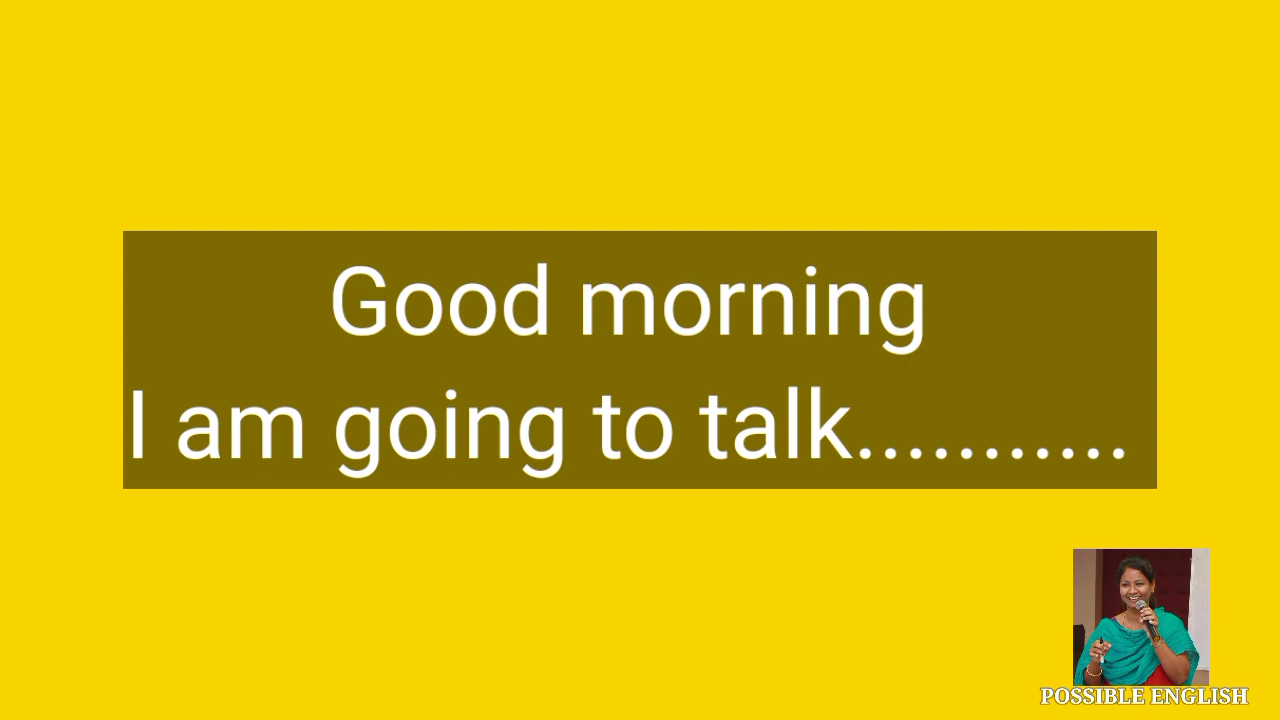 Good morning
I am going to talk...........
POSSIBLE ENGLISH